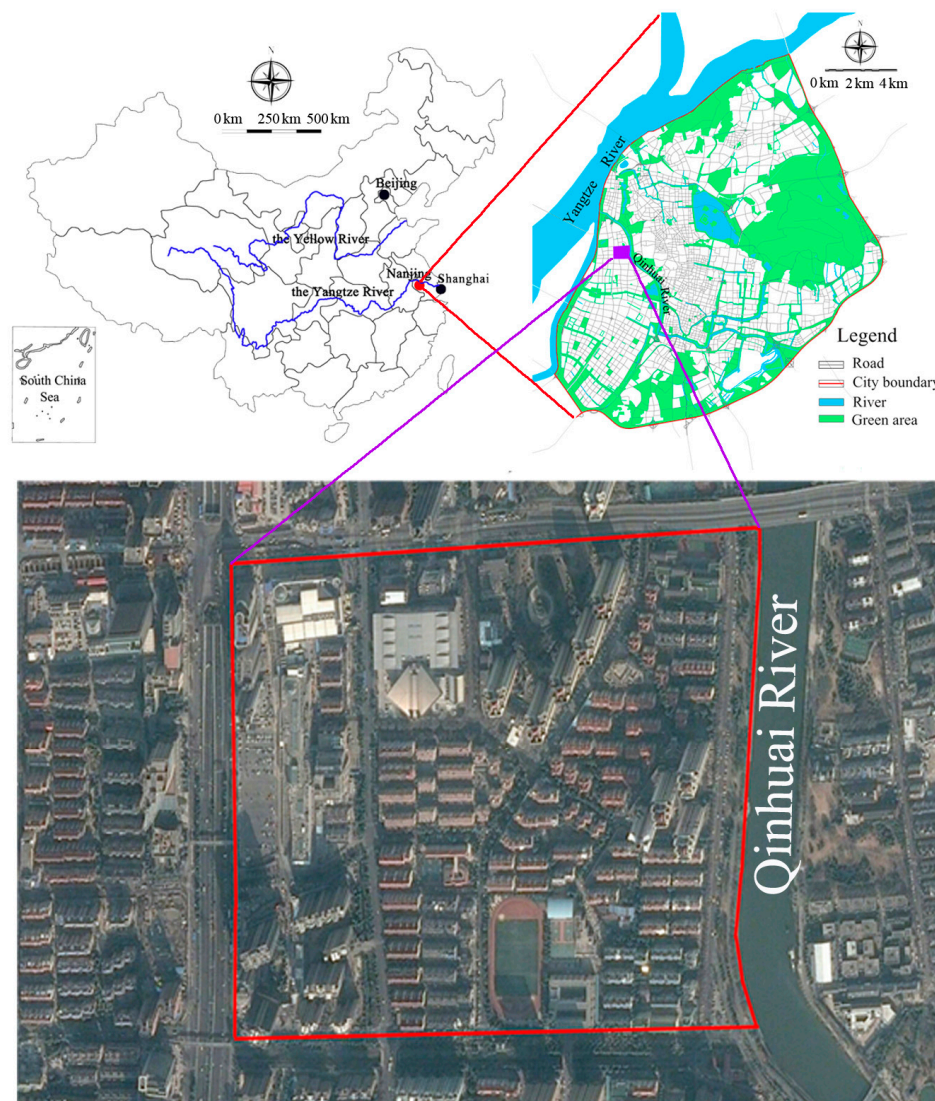 N
0 km 250 km 500 km
Beijing
the Yellow River
Nanjing
Shanghai
the Yangtze River
South China
Sea
N
0 km 2 km 4 km
Yangtze River
Qinhuai River
Legend
Road
City boundary
River
Green area
Qinhuai River